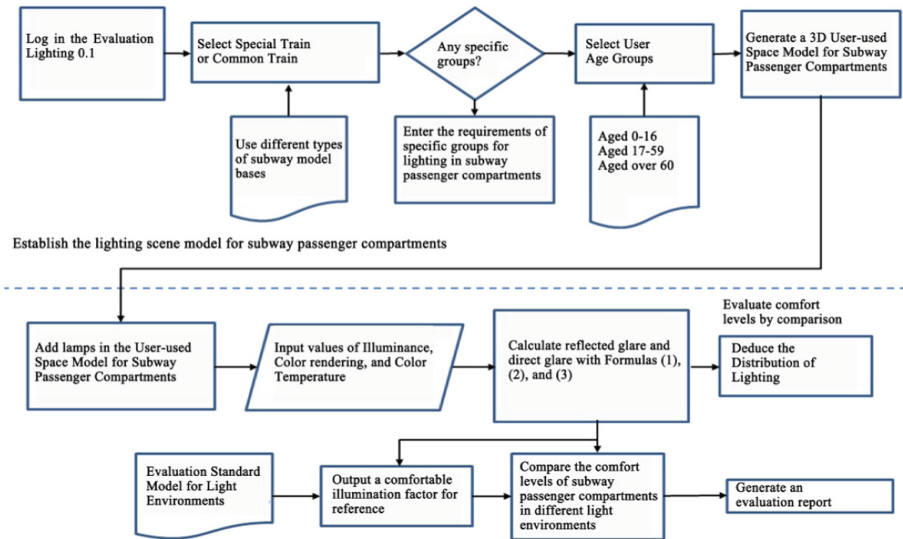 Log in the Evaluation
Lighting 0.1
Select Special Train
or Common Train
Any specific
groups?
Select User
Age Groups
Generate a 3D User-used
Space Model for Subway
Passenger Compartments
Use different types
of subway model
bases
Enter the requirements of
specific groups for
lighting in subway
passenger compartments
Aged 0-16
Aged 17-59
Aged over 60
Establish the lighting scene model for subway passenger compartments
Evaluate comfort
levels by comparison
Add lamps in the User-used
Space Model for Subway
Passenger Compartments
Input values of Illuminance,
Color rendering, and Color
Temperature
Calculate reflected glare and
direct glare with Formulas (1),
(2), and (3)
Deduce the
Distribution of
Lighting
Evaluation Standard
Model for Light
Environments
Output a comfortable
illumination factor for
reference
Compare the comfort
levels of subway
passenger compartments
in different light
environments
Generate an
evaluation report